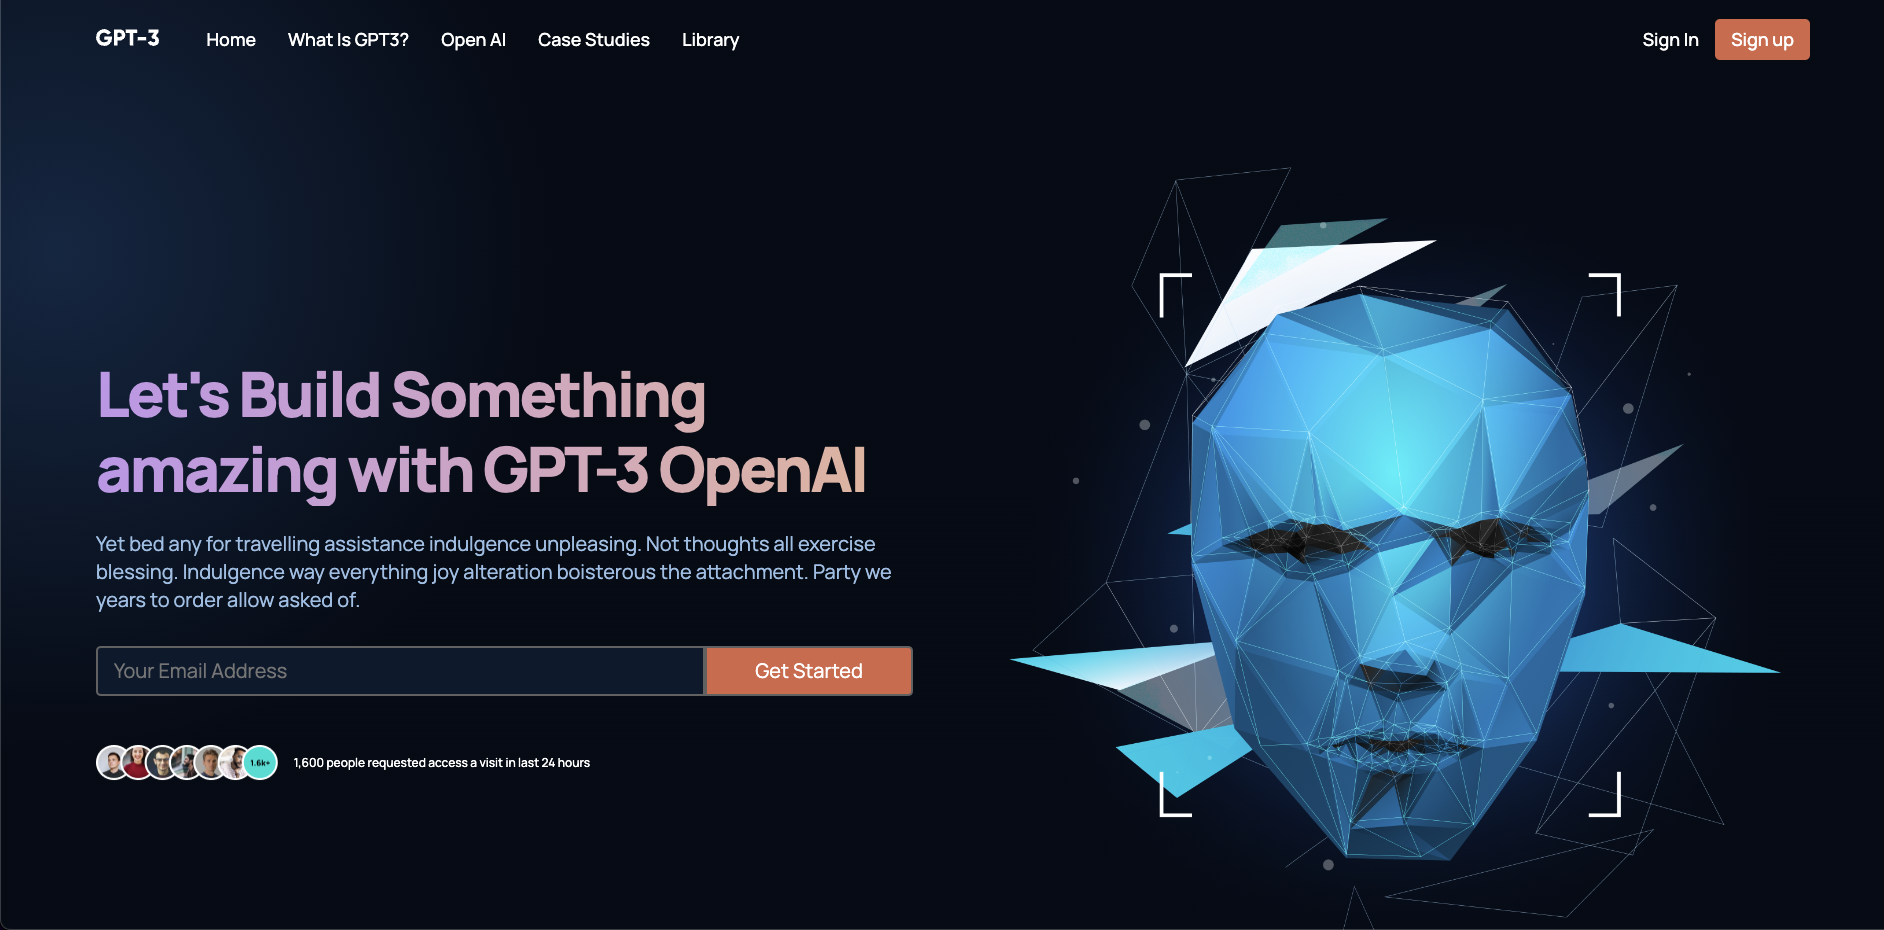 GPT-3
Home
What Is GPT3?
Open AI
Case Studies
Library
Sign In
Sign up
Let's Build Something
amazing with GPT-3 OpenAI
Yet bed any for travelling assistance indulgence unpleasing. Not thoughts all exercise
blessing. Indulgence way everything joy alteration boisterous the attachment. Party we
years to order allow asked of.
Your Email Address
Get Started
1.6k+
1,600 people requested access a visit in last 24 hours